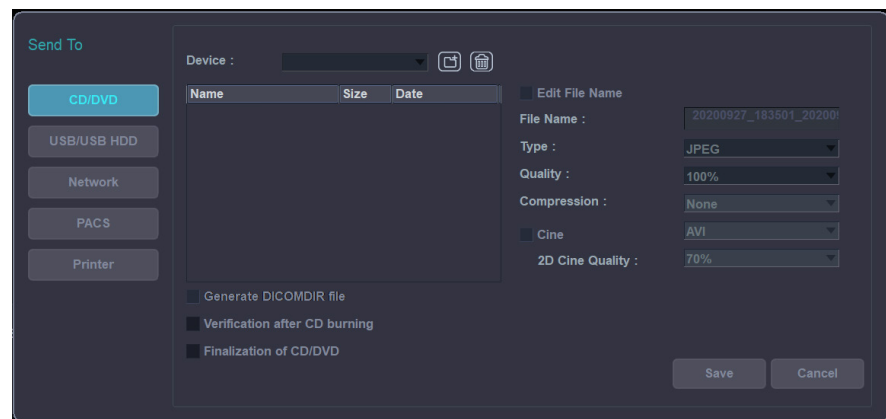 Send To
CD/DVD
USB/USB HDD
Network
PACS
Printer
Device :
Name Size Date
Generate DICOMDIR file
Verification after CD burning
Finalization of CD/DVD
Edit File Name
File Name : 20200927_183501_20200
Type : JPEG
Quality : 100%
Compression : None
Cine AVI
2D Cine Quality : 70%
Save Cancel